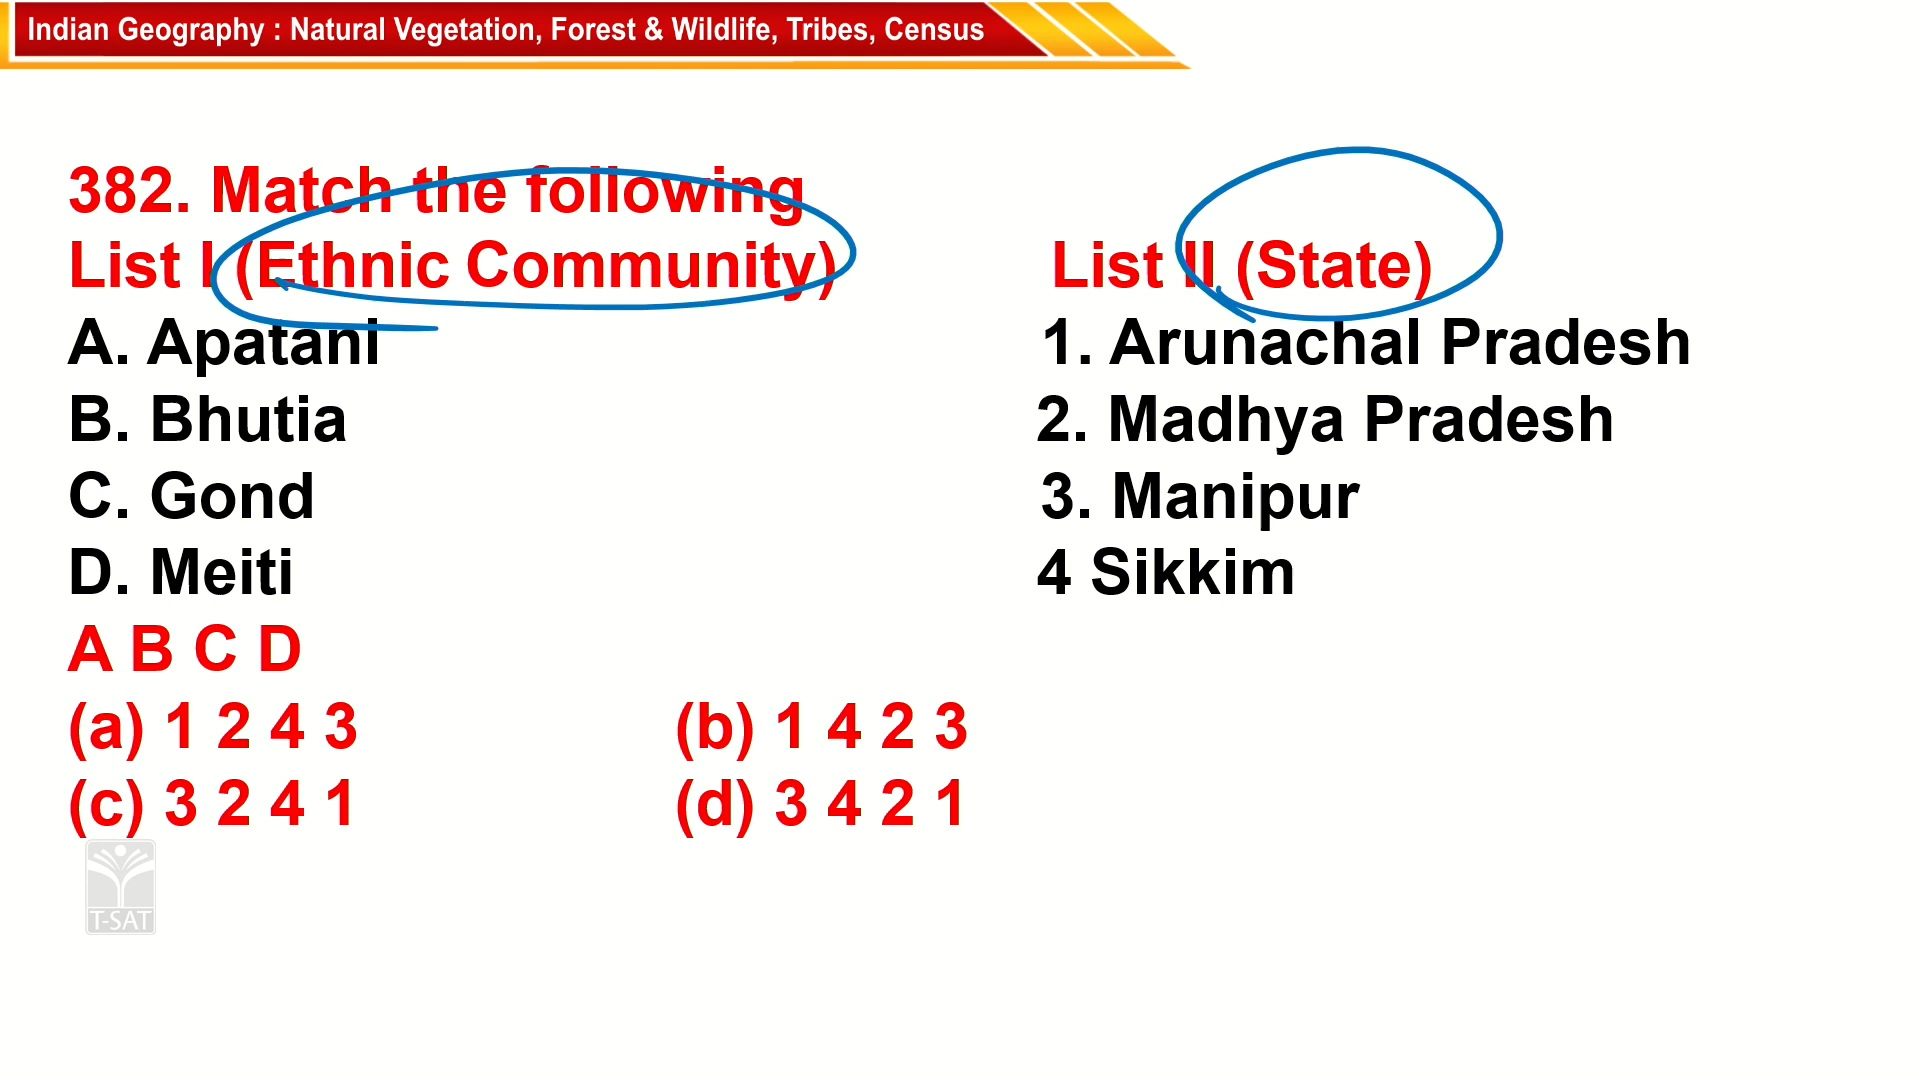 Indian Geography : Natural Vegetation, Forest & Wildlife, Tribes, Census
382. Match the following
List I (Ethnic Community) List II (State)
A. Apatani 1. Arunachal Pradesh
B. Bhutia 2. Madhya Pradesh
C. Gond 3. Manipur
D. Meiti 4 Sikkim
A B C D
(a) 1 2 4 3 (b) 1 4 2 3
(c) 3 2 4 1 (d) 3 4 2 1
T-SAT